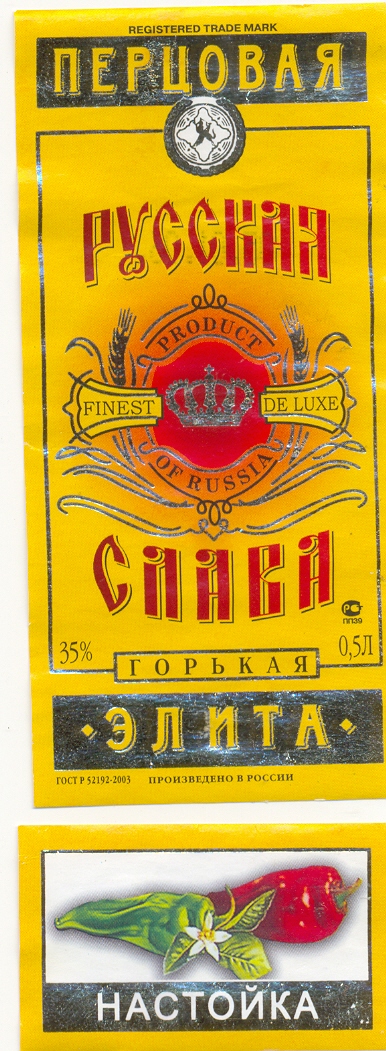 REGISTERED TRADE MARK
ПЕРЦОВАЯ
РУССКАЯ
PRODUCT
FINEST DE LUXE
OF RUSSIA
СЛАВА
РСТ
ПП39
35% 0,5Л
ГОРЬКАЯ
·ЭЛИТА·
ГОСТ Р 52192-2003 ПРОИЗВЕДЕНО В РОССИИ
НАСТОЙКА